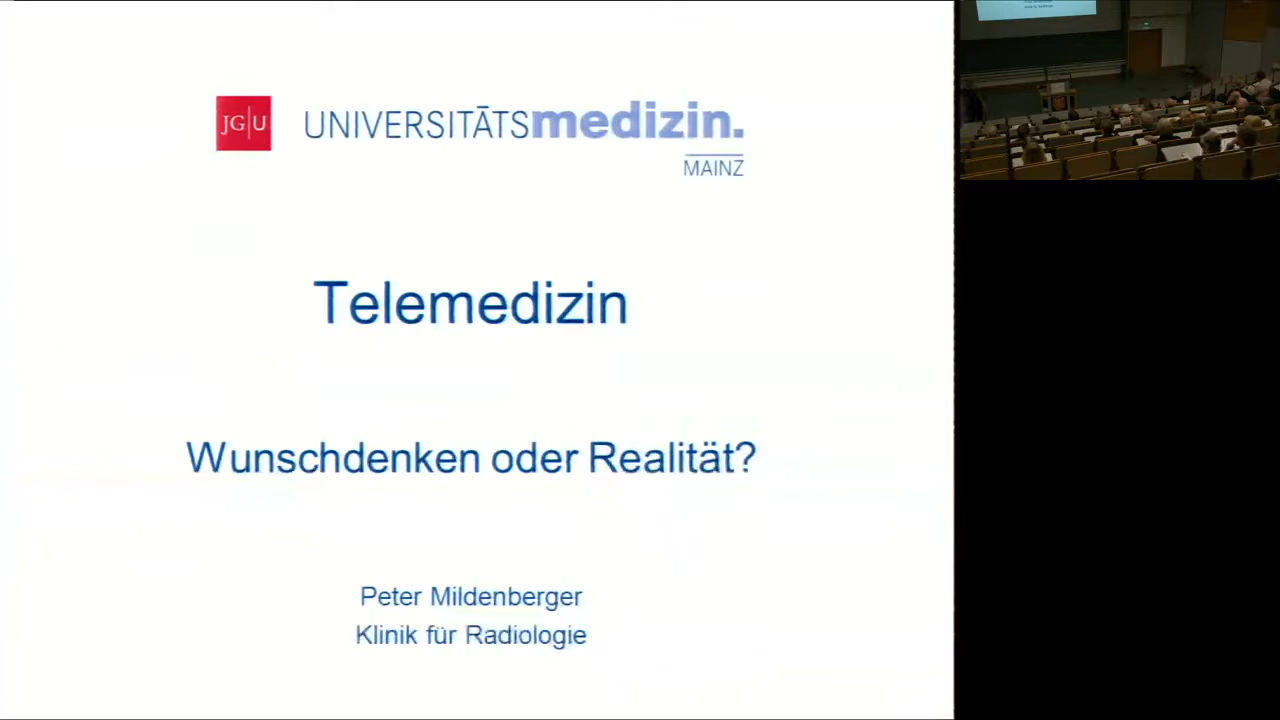 JG|U
UNIVERSITÄTSmedizin.
MAINZ
Telemedizin
Wunschdenken oder Realität?
Peter Mildenberger
Klinik für Radiologie